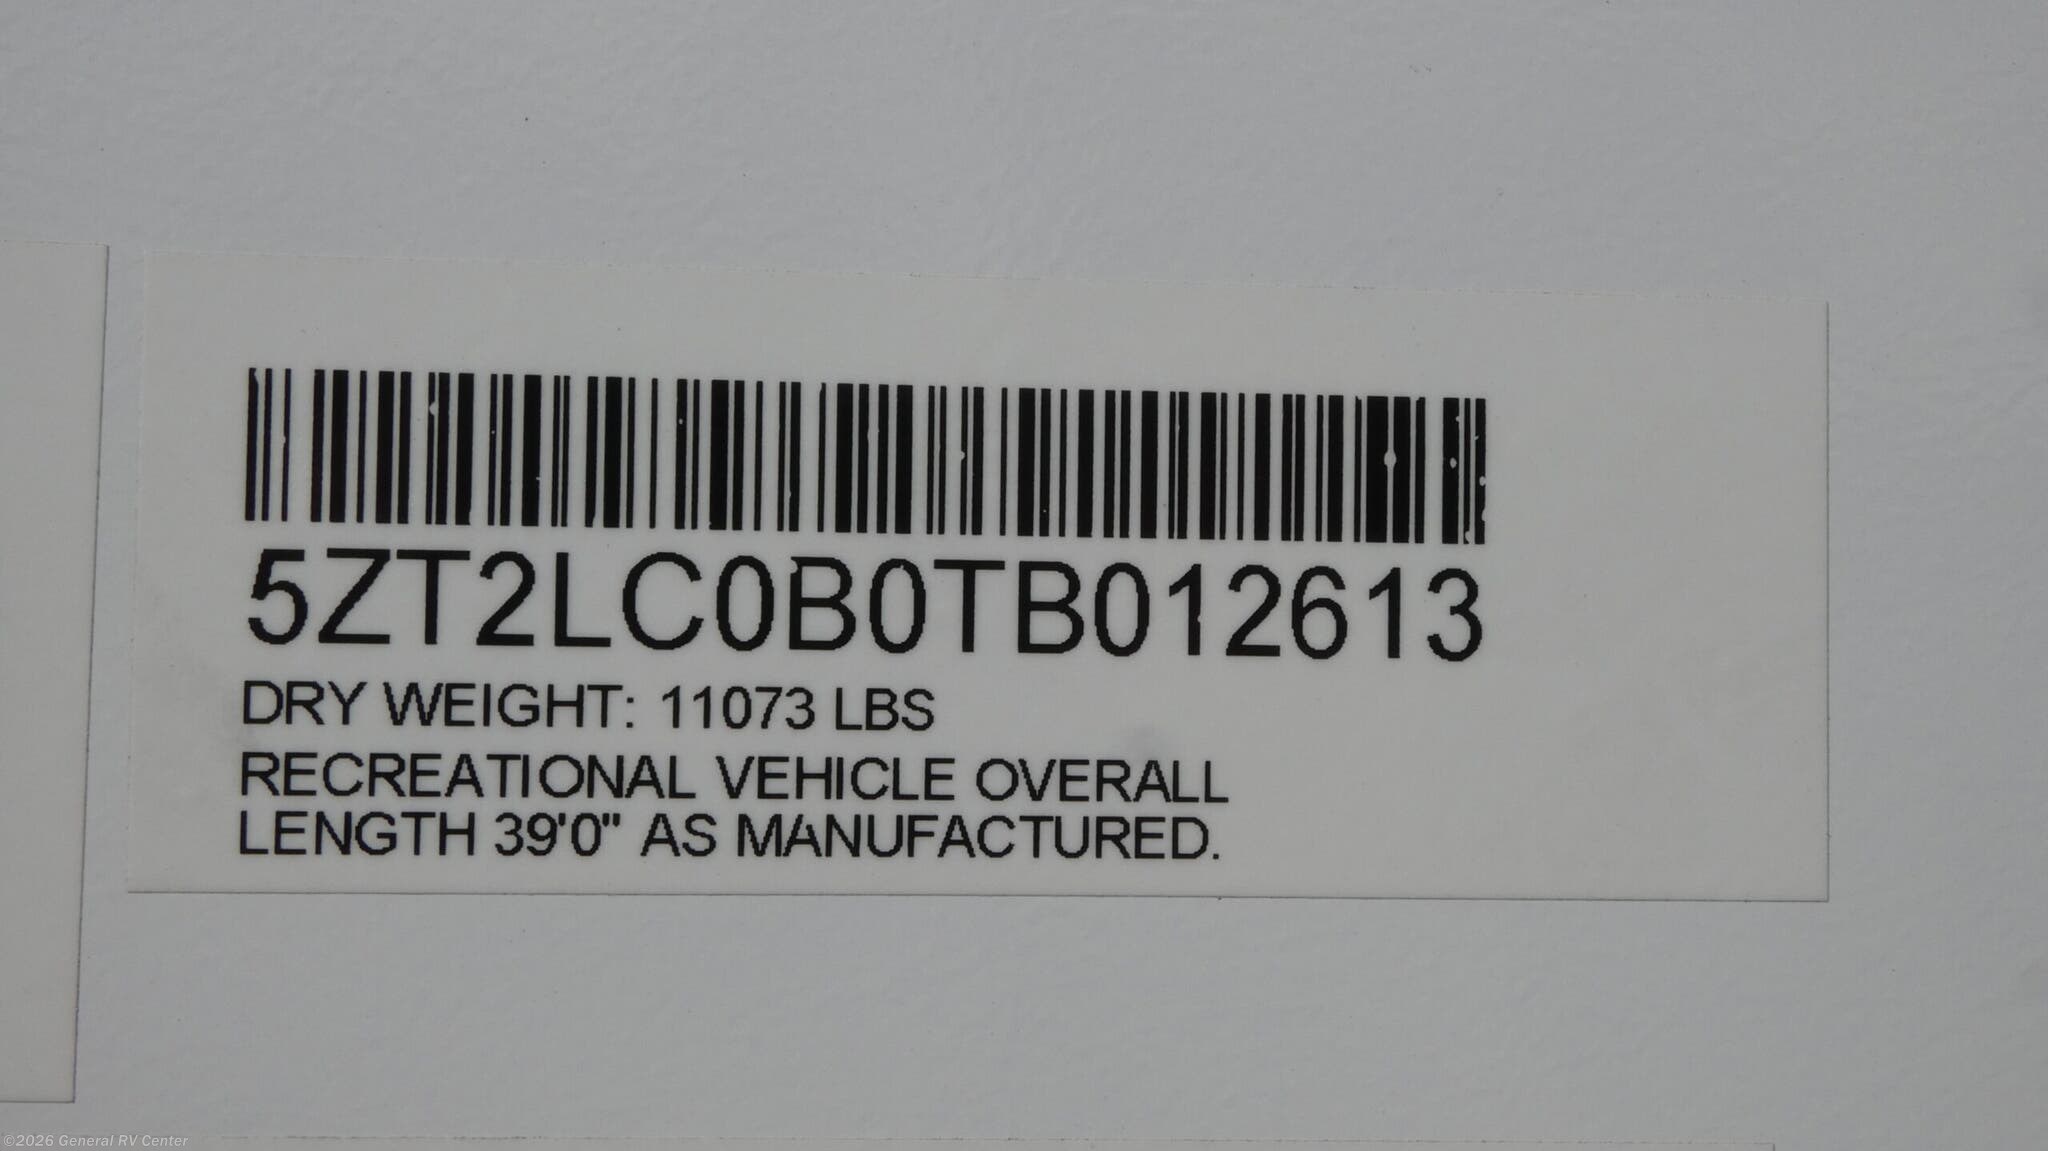 5ZT2LC0B0TB012613
DRY WEIGHT: 11073 LBS
RECREATIONAL VEHICLE OVERALL
LENGTH 39'0" AS MANUFACTURED.
©2026 General RV Center